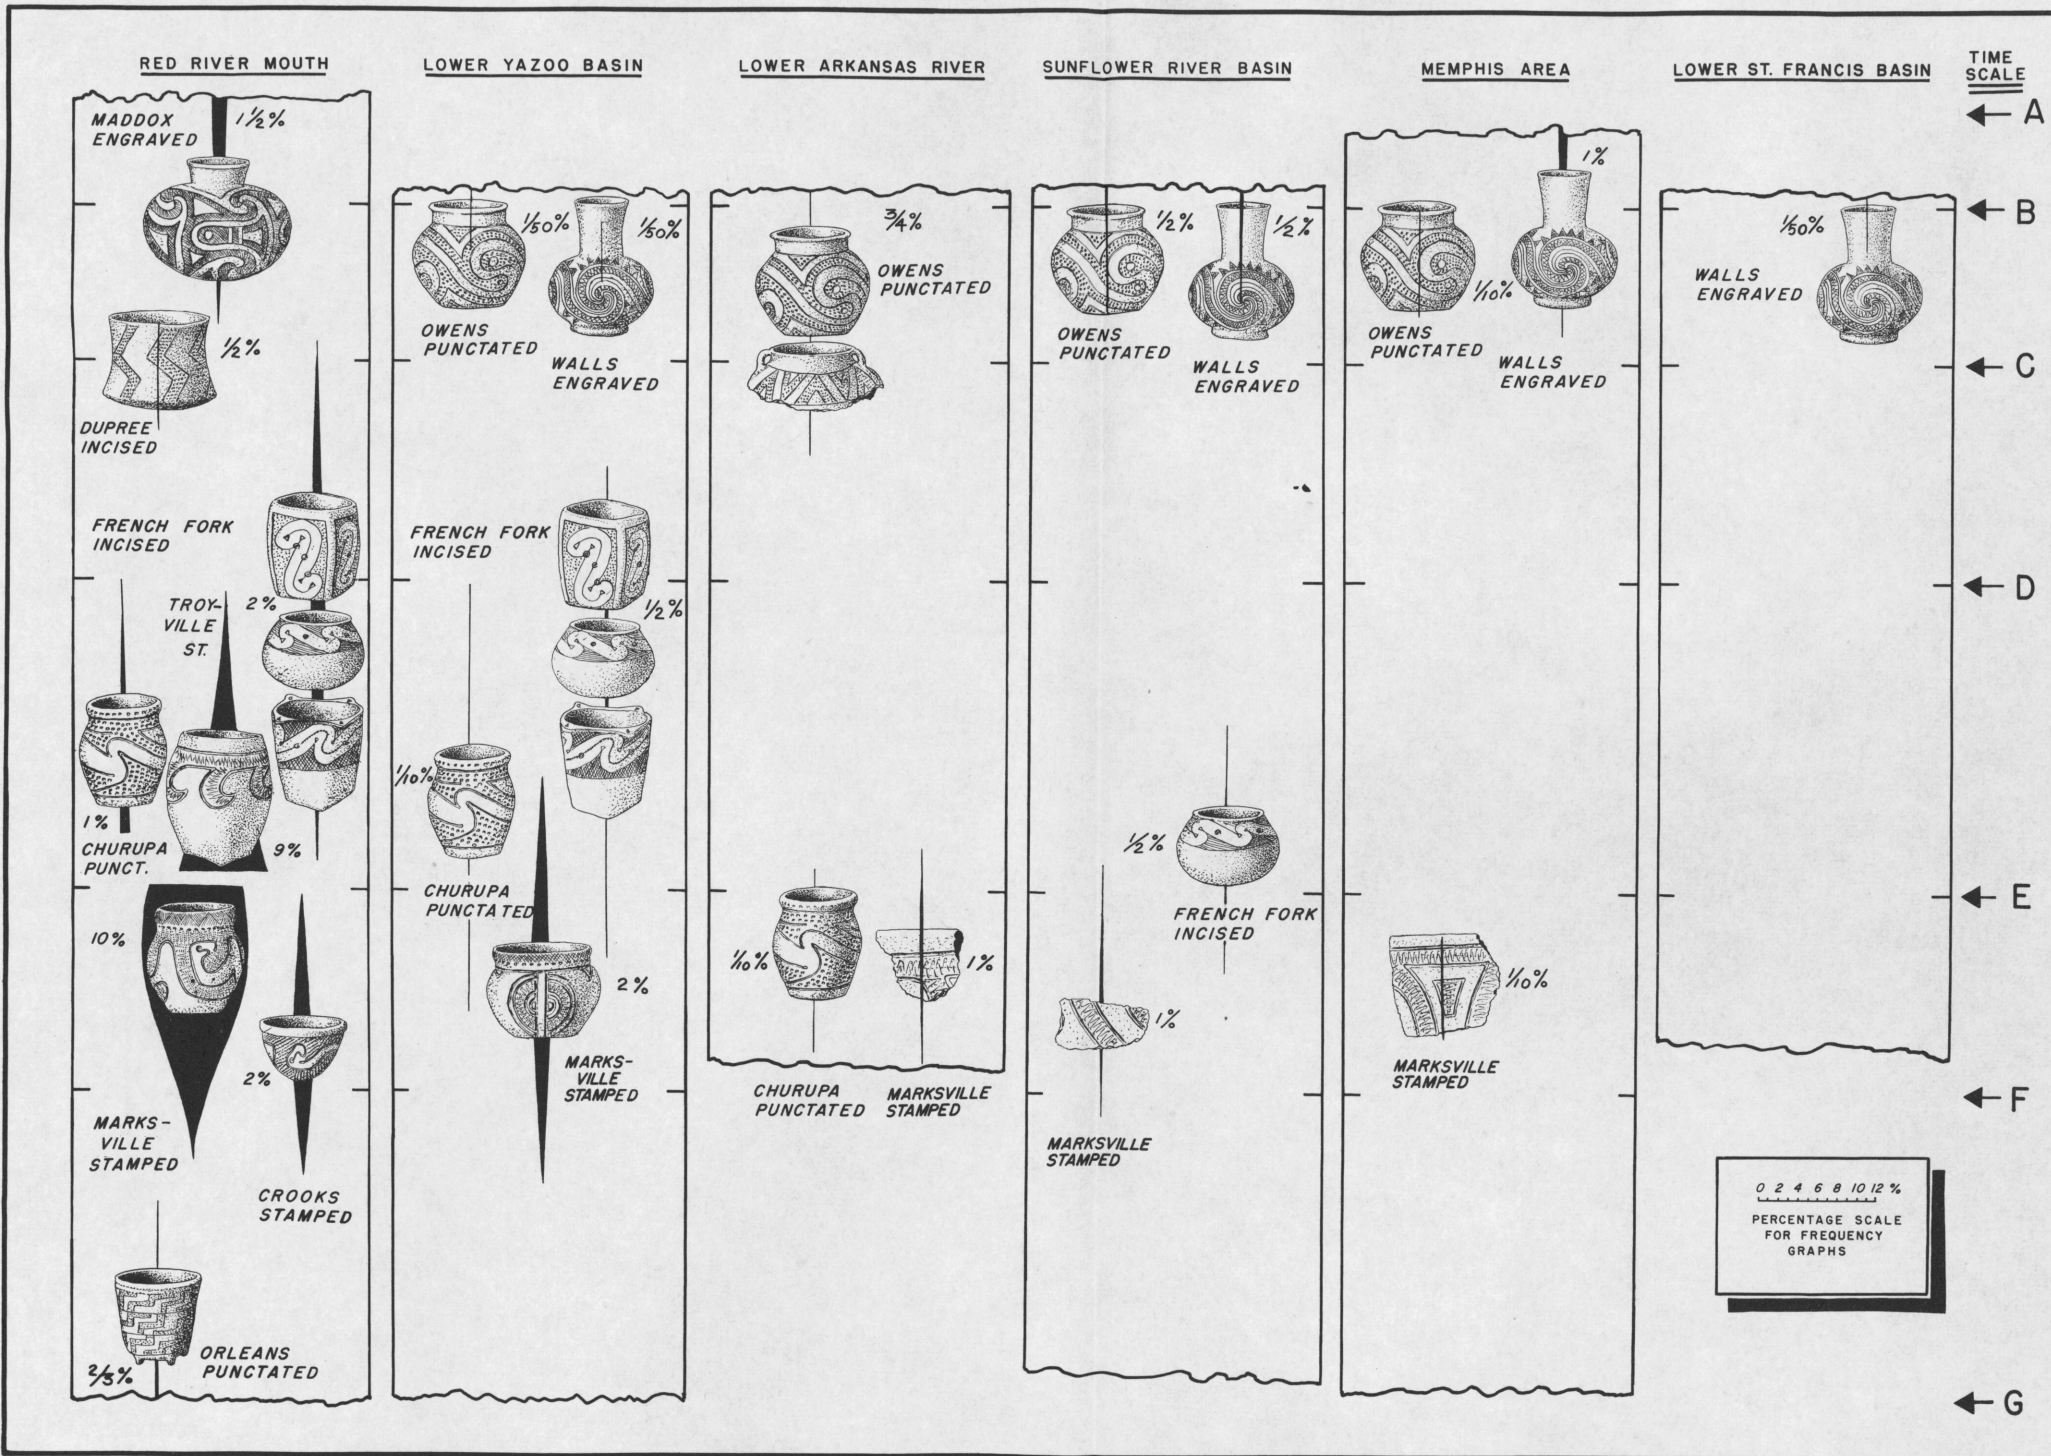 RED RIVER MOUTH
MADDOX
ENGRAVED
1 1/2%
1/2%
DUPREE
INCISED
FRENCH FORK
INCISED
2%
TROY-
VILLE
ST.
1%
CHURUPA
PUNCT.
9%
10%
2%
MARKS-
VILLE
STAMPED
CROOKS
STAMPED
ORLEANS
PUNCTATED
2/3%
LOWER YAZOO BASIN
1/50%
1/50%
OWENS
PUNCTATED
WALLS
ENGRAVED
FRENCH FORK
INCISED
1/2%
1/10%
CHURUPA
PUNCTATED
2%
MARKS-
VILLE
STAMPED
LOWER ARKANSAS RIVER
3/4%
OWENS
PUNCTATED
1/10%
1%
CHURUPA
PUNCTATED
MARKSVILLE
STAMPED
SUNFLOWER RIVER BASIN
1/2%
1/2%
OWENS
PUNCTATED
WALLS
ENGRAVED
1/2%
FRENCH FORK
INCISED
1%
MARKSVILLE
STAMPED
MEMPHIS AREA
1%
1/10%
OWENS
PUNCTATED
WALLS
ENGRAVED
1/10%
MARKSVILLE
STAMPED
LOWER ST. FRANCIS BASIN
1/50%
WALLS
ENGRAVED
TIME
SCALE
A
B
C
D
E
F
G
0 2 4 6 8 10 12 %
PERCENTAGE SCALE
FOR FREQUENCY
GRAPHS